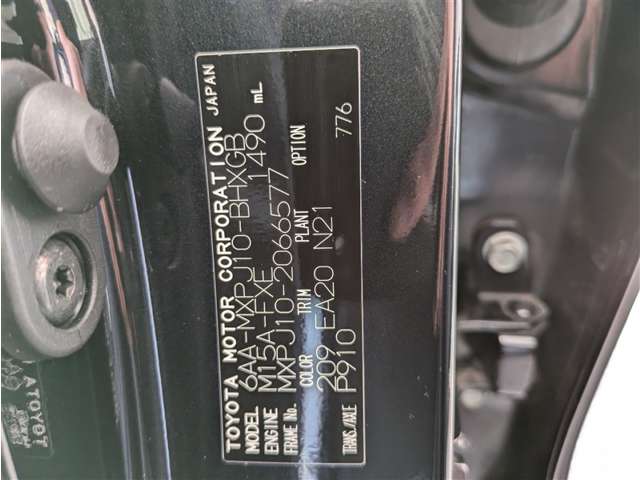 TOYOTA MOTOR CORPORATION JAPAN
MODEL 6AA-MXPJ10-BHXGB
ENGINE M15A-FXE 1490 mL
FRAME No. MXPJ10-2066577
COLOR TRIM PLANT OPTION
209 EA20 N21 776
TRANS/AXLE P910
ATOYOT